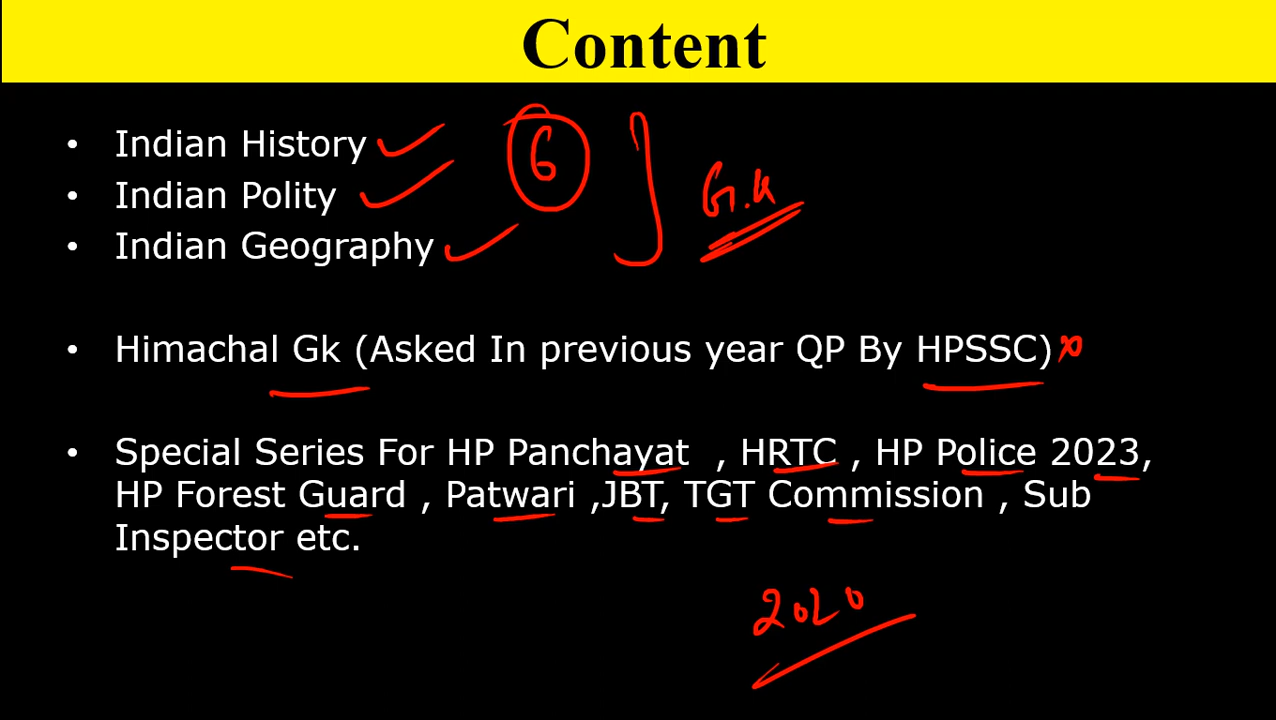 Content
• Indian History
6
• Indian Polity
G.K
• Indian Geography
• Himachal Gk (Asked In previous year QP By HPSSC)
• Special Series For HP Panchayat , HRTC , HP Police 2023,
HP Forest Guard , Patwari ,JBT, TGT Commission , Sub
Inspector etc.
2020